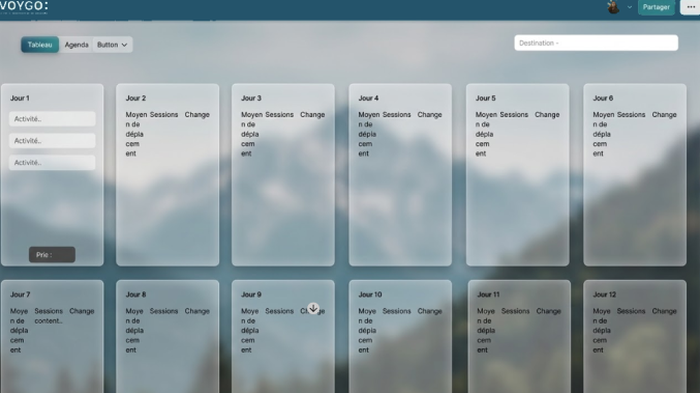 VOYGO:
Partager
Tableau Agenda Button
Destination -
Jour 1
Activité..
Activité..
Activité..
Prix :
Jour 2
Moyen Sessions Change
n de
dépla
cem
ent
Jour 3
Moyen Sessions Change
n de
dépla
cem
ent
Jour 4
Moyen Sessions Change
n de
dépla
cem
ent
Jour 5
Moyen Sessions Change
n de
dépla
cem
ent
Jour 6
Moyen Sessions Change
n de
dépla
cem
ent
Jour 7
Moye Sessions Change
n de content..
dépla
cem
ent
Jour 8
Moye Sessions Change
n de
dépla
cem
ent
Jour 9
Moye Sessions
n de
dépla
cem
ent
Jour 10
Moye Sessions Change
n de
dépla
cem
ent
Jour 11
Moye Sessions Change
n de
dépla
cem
ent
Jour 12
Moye Sessions Change
n de
dépla
cem
ent